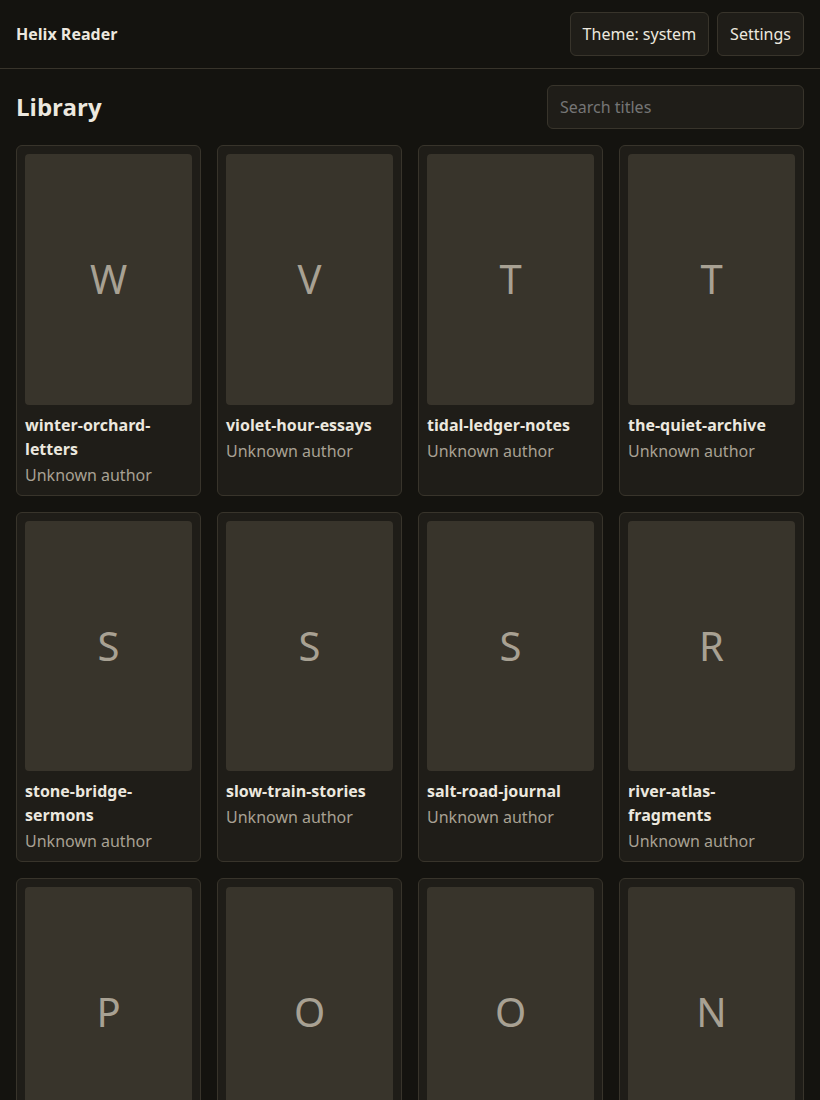 Helix Reader
Theme: system
Settings
Library
Search titles
W
V
T
T
winter-orchard-
letters
Unknown author
violet-hour-essays
Unknown author
tidal-ledger-notes
Unknown author
the-quiet-archive
Unknown author
S
S
S
R
stone-bridge-
sermons
Unknown author
slow-train-stories
Unknown author
salt-road-journal
Unknown author
river-atlas-
fragments
Unknown author
P
O
O
N